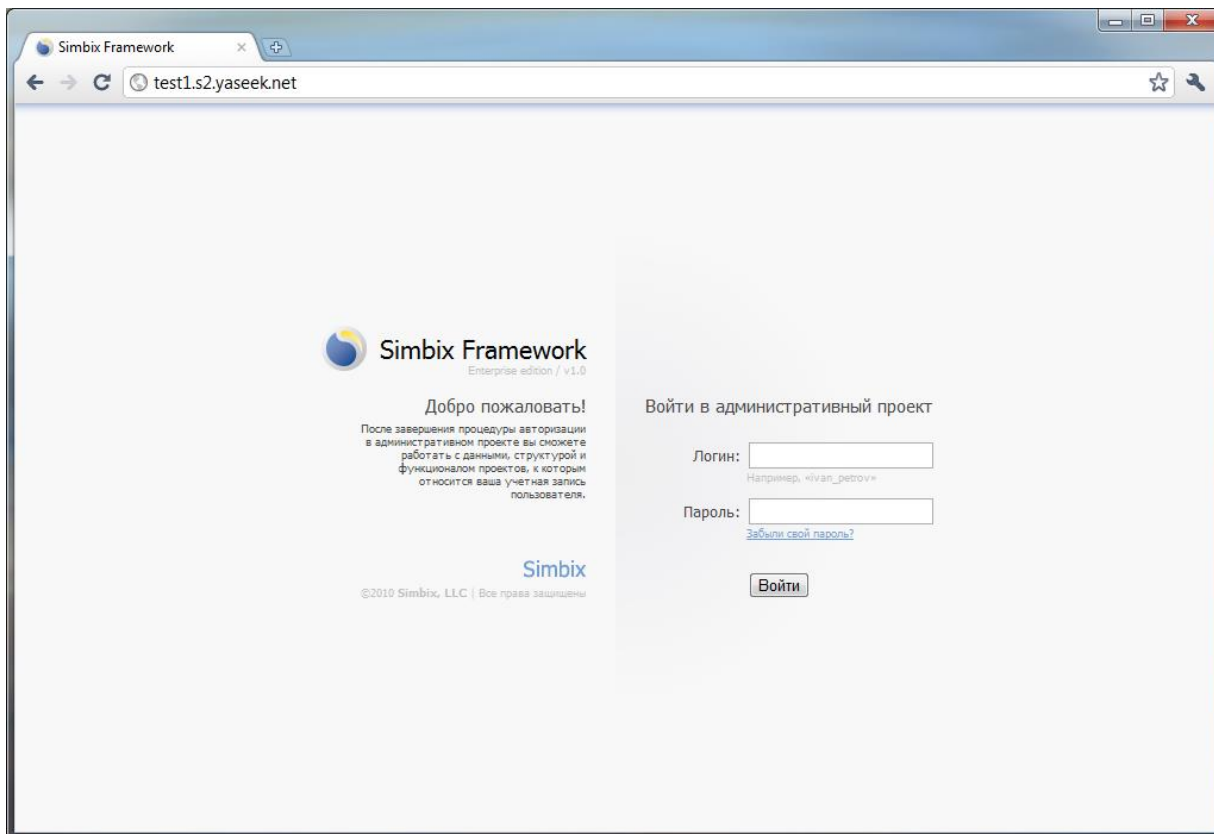 Simbix Framework
test1.s2.yaseek.net
Simbix Framework
Enterprise edition / v1.0
Добро пожаловать!
После завершения процедуры авторизации
в административном проекте вы сможете
работать с данными, структурой и
функционалом проектов, к которым
относится ваша учетная запись
пользователя.
Simbix
©2010 Simbix, LLC | Все права защищены
Войти в административный проект
Логин:
Например, «ivan_petrov»
Пароль:
Забыли свой пароль?
Войти